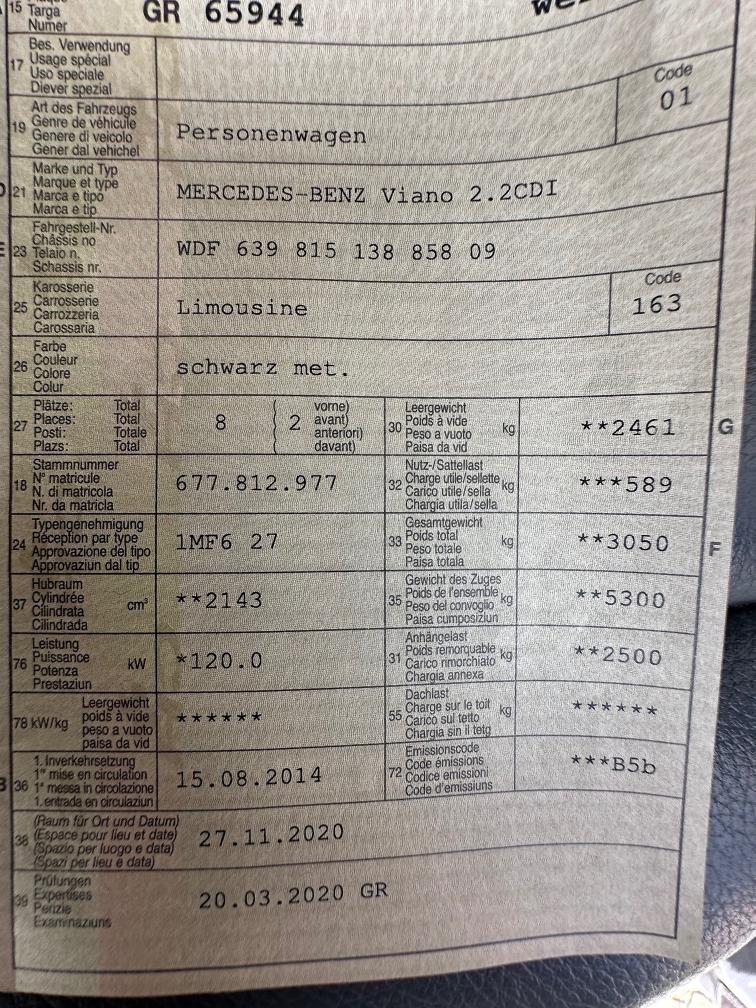 15 Targa GR 65944
Numer
Bes. Verwendung
17 Usage spécial
Uso speciale
Diever spezial
Art des Fahrzeugs Code
19 Genre de véhicule Personenwagen 01
Genere di veicolo
Gener dal vehichel
Marke und Typ
21 Marque et type MERCEDES-BENZ Viano 2.2CDI
Marca e tipo
Marca e tip
Fahrgestell-Nr.
E 23 Châssis no WDF 639 815 138 858 09
Telaio n.
Schassis nr.
Karosserie Code
25 Carrosserie Limousine 163
Carrozzeria
Carossaria
Farbe
26 Couleur schwarz met.
Colore
Colur
Plätze: Total vorne) Leergewicht
27 Places: Total 8 ( 2 avant) 30 Poids à vide kg **2461 G
Posti: Totale anteriori) Peso a vuoto
Plazs: Total davant) Paisa da vid
Stammnummer Nutz-/Sattellast
18 N° matricule 677.812.977 32 Charge utile/sellette kg ***589
N. di matricola Carico utile/sella
Nr. da matricla Chargia utila/sella
Typengenehmigung Gesamtgewicht
24 Réception par type 1MF6 27 33 Poids total kg **3050 F
Approvazione del tipo Peso totale
Approvaziun dal tip Paisa totala
Hubraum Gewicht des Zuges
37 Cylindrée cm³ **2143 35 Poids de l'ensemble kg **5300
Cilindrata Peso del convoglio
Cilindrada Paisa cumposiziun
Leistung Anhängelast
76 Puissance kW *120.0 31 Poids remorquable kg **2500
Potenza Carico rimorchiato
Prestaziun Chargia annexa
Leergewicht Dachlast
78 kW/kg poids à vide ****** 55 Charge sur le toit kg ******
peso a vuoto Carico sul tetto
paisa da vid Chargia sin il tetg
1. Inverkehrsetzung Emissionscode
B 36 1re mise en circulation 15.08.2014 72 Code émissions ***B5b
1a messa in circolazione Codice emissioni
1. entrada en circulaziun Code d'emissiuns
(Raum für Ort und Datum)
38 (Espace pour lieu et date) 27.11.2020
(Spazio per luogo e data)
(Spazi per lieu e data)
Prüfungen
39 Expertises 20.03.2020 GR
Perizie
Examinaziuns